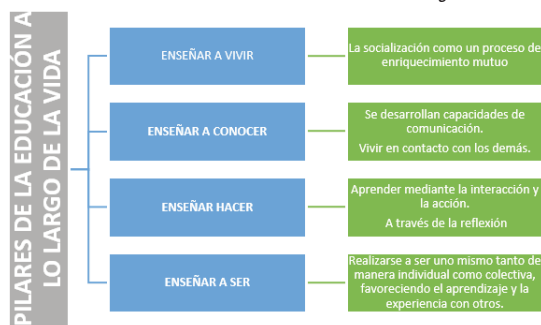 PILARES DE LA EDUCACIÓN A
LO LARGO DE LA VIDA
ENSEÑAR A VIVIR
La socialización como un proceso de
enriquecimiento mutuo
ENSEÑAR A CONOCER
Se desarrollan capacidades de
comunicación.
Vivir en contacto con los demás.
ENSEÑAR HACER
Aprender mediante la interacción y
la acción.
A través de la reflexión
ENSEÑAR A SER
Realizarse a ser uno mismo tanto de
manera individual como colectiva,
favoreciendo el aprendizaje y la
experiencia con otros.